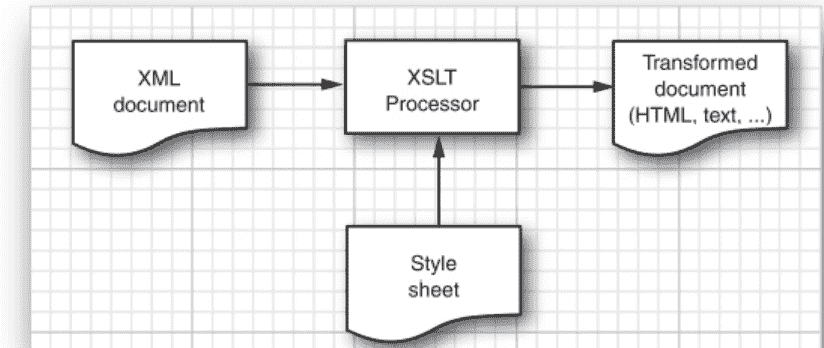 XML
document
XSLT
Processor
Transformed
document
(HTML, text, ...)
Style
sheet